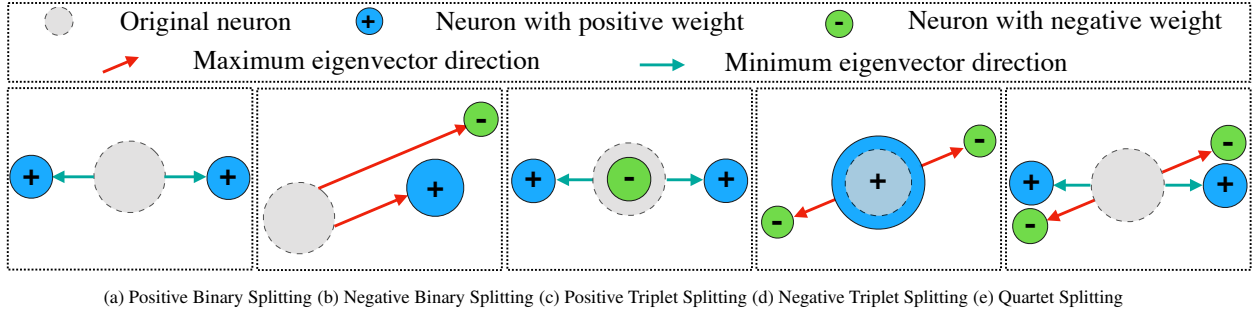 Original neuron + Neuron with positive weight - Neuron with negative weight
Maximum eigenvector direction Minimum eigenvector direction
+ + - + + - + - + - - + - +
(a) Positive Binary Splitting (b) Negative Binary Splitting (c) Positive Triplet Splitting (d) Negative Triplet Splitting (e) Quartet Splitting